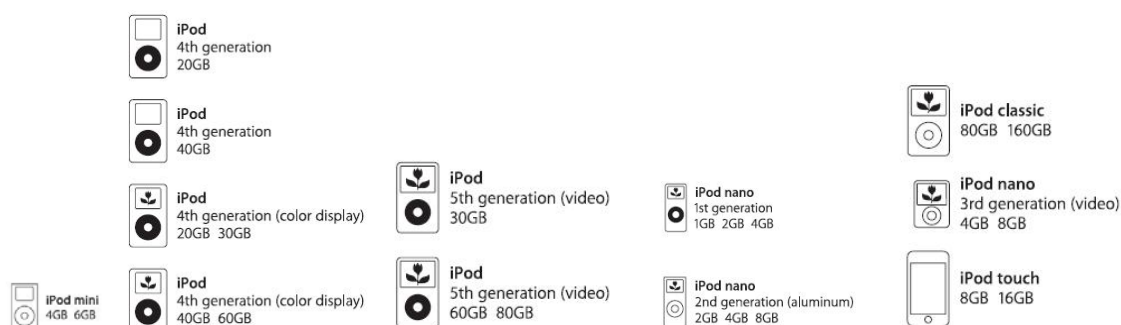 iPod
4th generation
20GB
iPod
4th generation
40GB
iPod
4th generation (color display)
20GB 30GB
iPod mini
4GB 6GB
iPod
4th generation (color display)
40GB 60GB
iPod
5th generation (video)
30GB
iPod
5th generation (video)
60GB 80GB
iPod nano
1st generation
1GB 2GB 4GB
iPod nano
2nd generation (aluminum)
2GB 4GB 8GB
iPod classic
80GB 160GB
iPod nano
3rd generation (video)
4GB 8GB
iPod touch
8GB 16GB